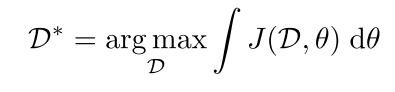 𝒟* = arg max_𝒟 ∫ J(𝒟, θ) dθ